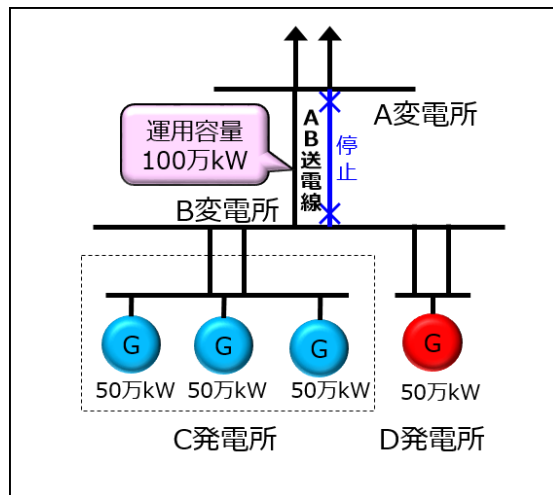 A変電所
AB送電線
停止
運用容量
100万kW
B変電所
G
G
G
G
50万kW
50万kW
50万kW
50万kW
C発電所
D発電所